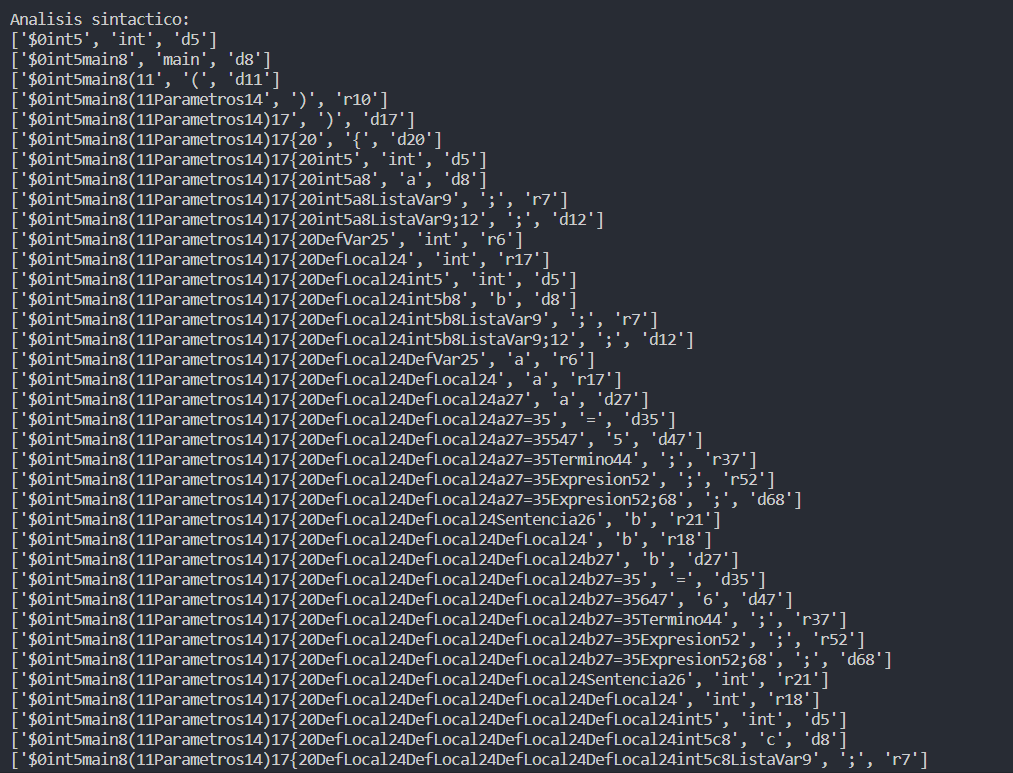 Analisis sintactico:
['$0int5', 'int', 'd5']
['$0int5main8', 'main', 'd8']
['$0int5main8(11', '(', 'd11']
['$0int5main8(11Parametros14', ')', 'r10']
['$0int5main8(11Parametros14)17', ')', 'd17']
['$0int5main8(11Parametros14)17{20', '{', 'd20']
['$0int5main8(11Parametros14)17{20int5', 'int', 'd5']
['$0int5main8(11Parametros14)17{20int5a8', 'a', 'd8']
['$0int5main8(11Parametros14)17{20int5a8ListaVar9', ';', 'r7']
['$0int5main8(11Parametros14)17{20int5a8ListaVar9;12', ';', 'd12']
['$0int5main8(11Parametros14)17{20DefVar25', 'int', 'r6']
['$0int5main8(11Parametros14)17{20DefLocal24', 'int', 'r17']
['$0int5main8(11Parametros14)17{20DefLocal24int5', 'int', 'd5']
['$0int5main8(11Parametros14)17{20DefLocal24int5b8', 'b', 'd8']
['$0int5main8(11Parametros14)17{20DefLocal24int5b8ListaVar9', ';', 'r7']
['$0int5main8(11Parametros14)17{20DefLocal24int5b8ListaVar9;12', ';', 'd12']
['$0int5main8(11Parametros14)17{20DefLocal24DefVar25', 'a', 'r6']
['$0int5main8(11Parametros14)17{20DefLocal24DefLocal24', 'a', 'r17']
['$0int5main8(11Parametros14)17{20DefLocal24DefLocal24a27', 'a', 'd27']
['$0int5main8(11Parametros14)17{20DefLocal24DefLocal24a27=35', '=', 'd35']
['$0int5main8(11Parametros14)17{20DefLocal24DefLocal24a27=35547', '5', 'd47']
['$0int5main8(11Parametros14)17{20DefLocal24DefLocal24a27=35Termino44', ';', 'r37']
['$0int5main8(11Parametros14)17{20DefLocal24DefLocal24a27=35Expresion52', ';', 'r52']
['$0int5main8(11Parametros14)17{20DefLocal24DefLocal24a27=35Expresion52;68', ';', 'd68']
['$0int5main8(11Parametros14)17{20DefLocal24DefLocal24Sentencia26', 'b', 'r21']
['$0int5main8(11Parametros14)17{20DefLocal24DefLocal24DefLocal24', 'b', 'r18']
['$0int5main8(11Parametros14)17{20DefLocal24DefLocal24DefLocal24b27', 'b', 'd27']
['$0int5main8(11Parametros14)17{20DefLocal24DefLocal24DefLocal24b27=35', '=', 'd35']
['$0int5main8(11Parametros14)17{20DefLocal24DefLocal24DefLocal24b27=35647', '6', 'd47']
['$0int5main8(11Parametros14)17{20DefLocal24DefLocal24DefLocal24b27=35Termino44', ';', 'r37']
['$0int5main8(11Parametros14)17{20DefLocal24DefLocal24DefLocal24b27=35Expresion52', ';', 'r52']
['$0int5main8(11Parametros14)17{20DefLocal24DefLocal24DefLocal24b27=35Expresion52;68', ';', 'd68']
['$0int5main8(11Parametros14)17{20DefLocal24DefLocal24DefLocal24Sentencia26', 'int', 'r21']
['$0int5main8(11Parametros14)17{20DefLocal24DefLocal24DefLocal24DefLocal24', 'int', 'r18']
['$0int5main8(11Parametros14)17{20DefLocal24DefLocal24DefLocal24DefLocal24int5', 'int', 'd5']
['$0int5main8(11Parametros14)17{20DefLocal24DefLocal24DefLocal24DefLocal24int5c8', 'c', 'd8']
['$0int5main8(11Parametros14)17{20DefLocal24DefLocal24DefLocal24DefLocal24int5c8ListaVar9', ';', 'r7']